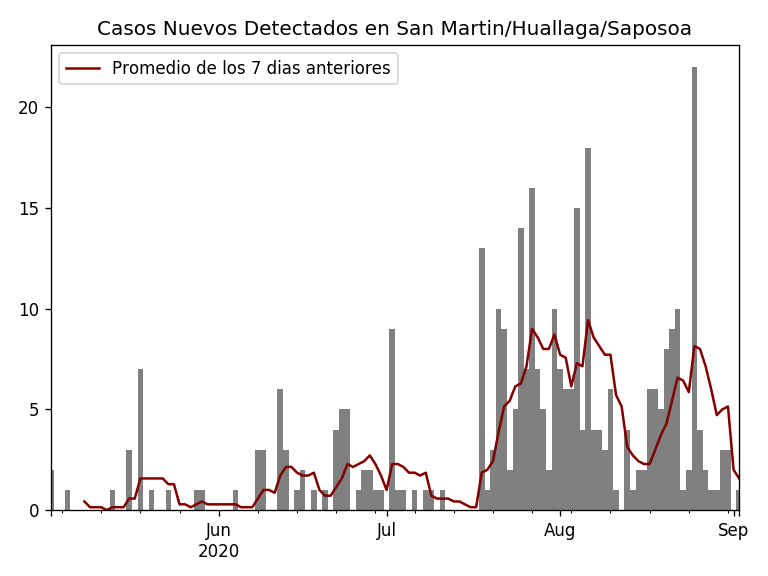 Casos Nuevos Detectados en San Martin/Huallaga/Saposoa
Promedio de los 7 dias anteriores
20
15
10
5
0
Jun
2020
Jul
Aug
Sep